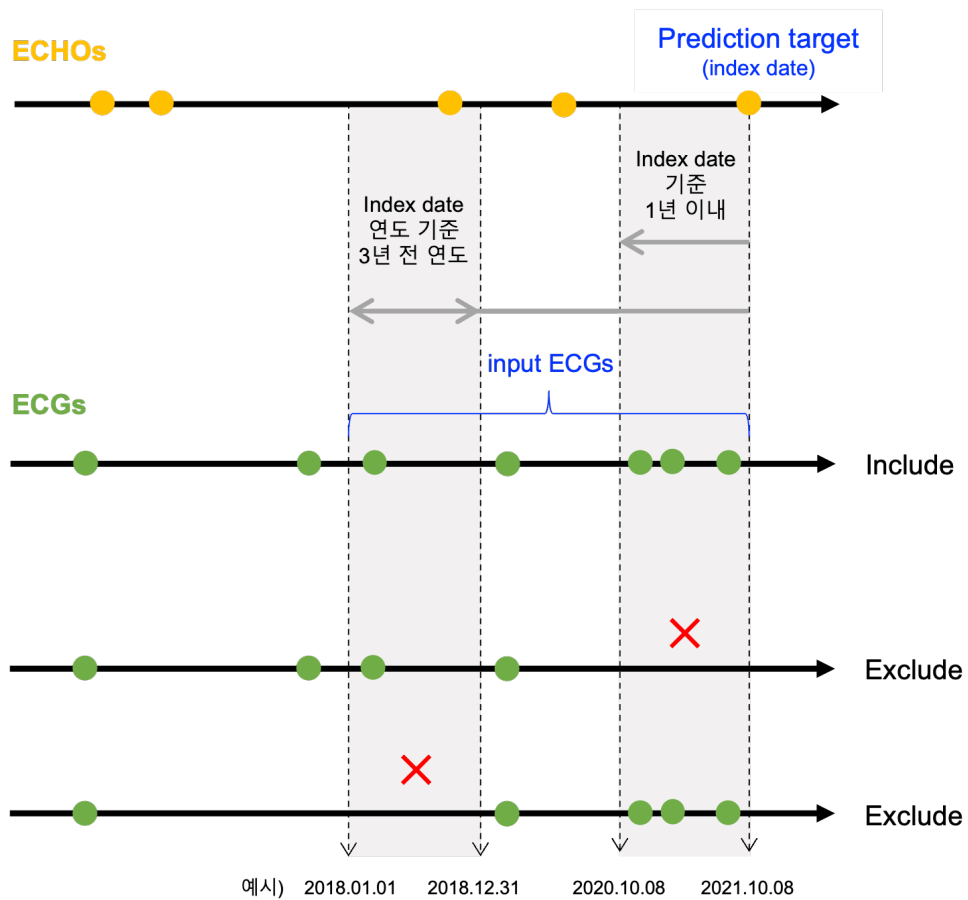 ECHOs
Prediction target
(index date)
Index date
기준
1년 이내
Index date
연도 기준
3년 전 연도
input ECGs
ECGs
Include
Exclude
Exclude
예시) 2018.01.01 2018.12.31 2020.10.08 2021.10.08